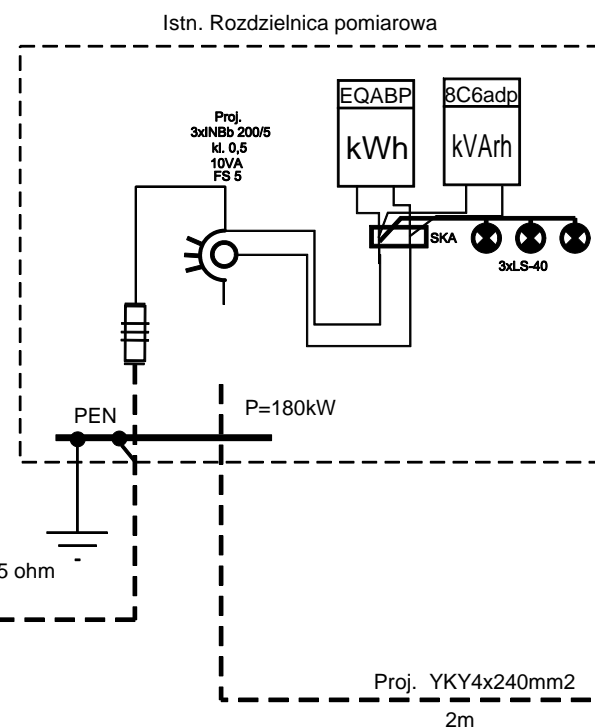 Istn. Rozdzielnica pomiarowa
EQABP
8C6adp
kWh
kVArh
Proj.
3xINBb 200/5
kl. 0,5
10VA
FS 5
SKA
3xLS-40
PEN
P=180kW
5 ohm
Proj. YKY4x240mm2
2m